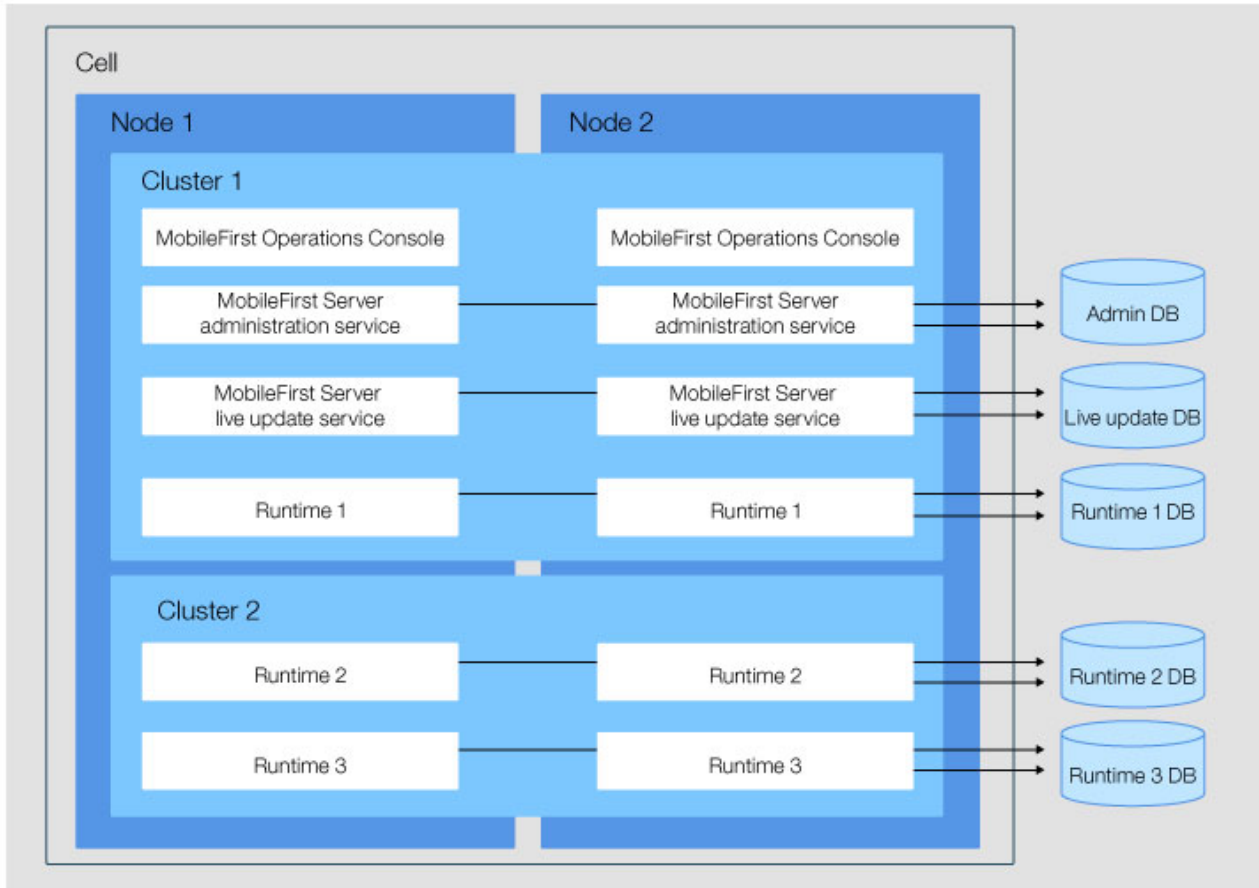 Cell
Node 1
Node 2
Cluster 1
MobileFirst Operations Console
MobileFirst Operations Console
MobileFirst Server
administration service
MobileFirst Server
administration service
Admin DB
MobileFirst Server
live update service
MobileFirst Server
live update service
Live update DB
Runtime 1
Runtime 1
Runtime 1 DB
Cluster 2
Runtime 2
Runtime 2
Runtime 2 DB
Runtime 3
Runtime 3
Runtime 3 DB